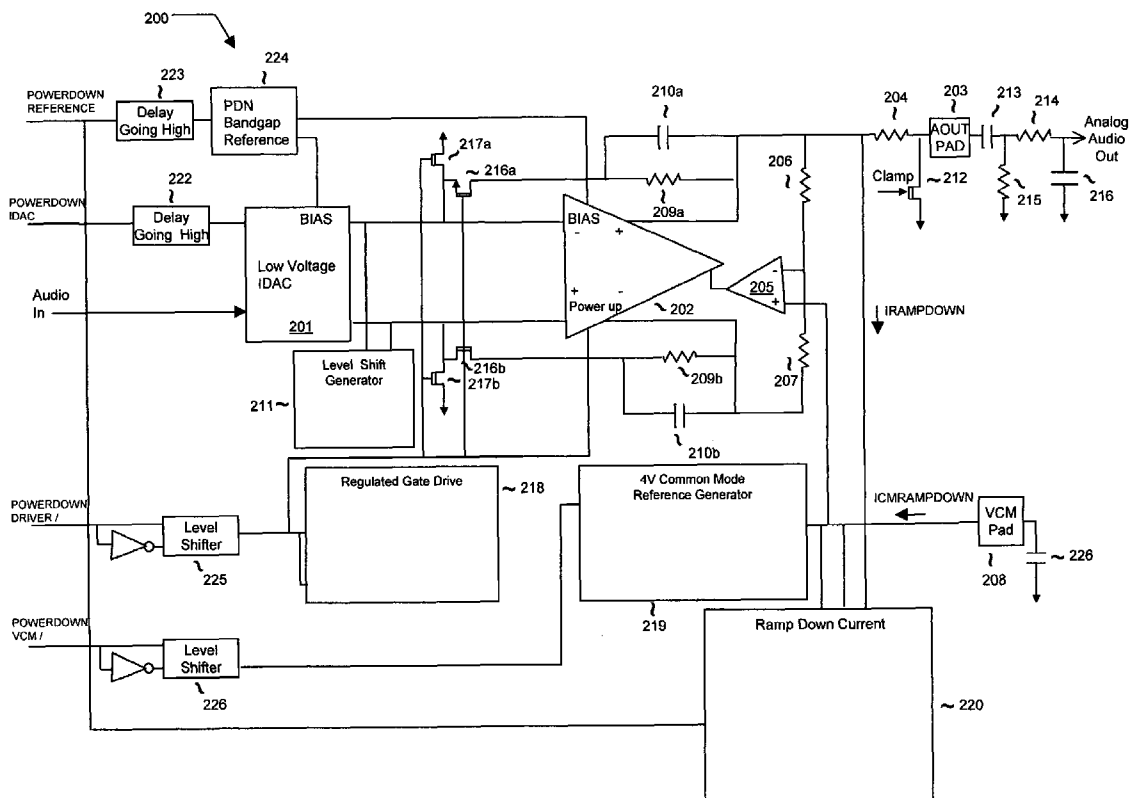 200
224
223
POWERDOWN
REFERENCE
Delay
Going High
PDN
Bandgap
Reference
217a
216a
210a
209a
204
203
213
214
AOUT
PAD
Analog
Audio
Out
Clamp
212
215
216
206
222
POWERDOWN
IDAC
Delay
Going High
BIAS
Low Voltage
IDAC
201
BIAS
- +
+ -
Power up
202
205
-
+
Audio
In
IRAMPDOWN
207
Level Shift
Generator
211
216b
217b
209b
210b
Regulated Gate Drive
218
4V Common Mode
Reference Generator
219
ICMRAMPDOWN
VCM
Pad
208
226
POWERDOWN
DRIVER /
Level
Shifter
225
POWERDOWN
VCM /
Level
Shifter
226
Ramp Down Current
220